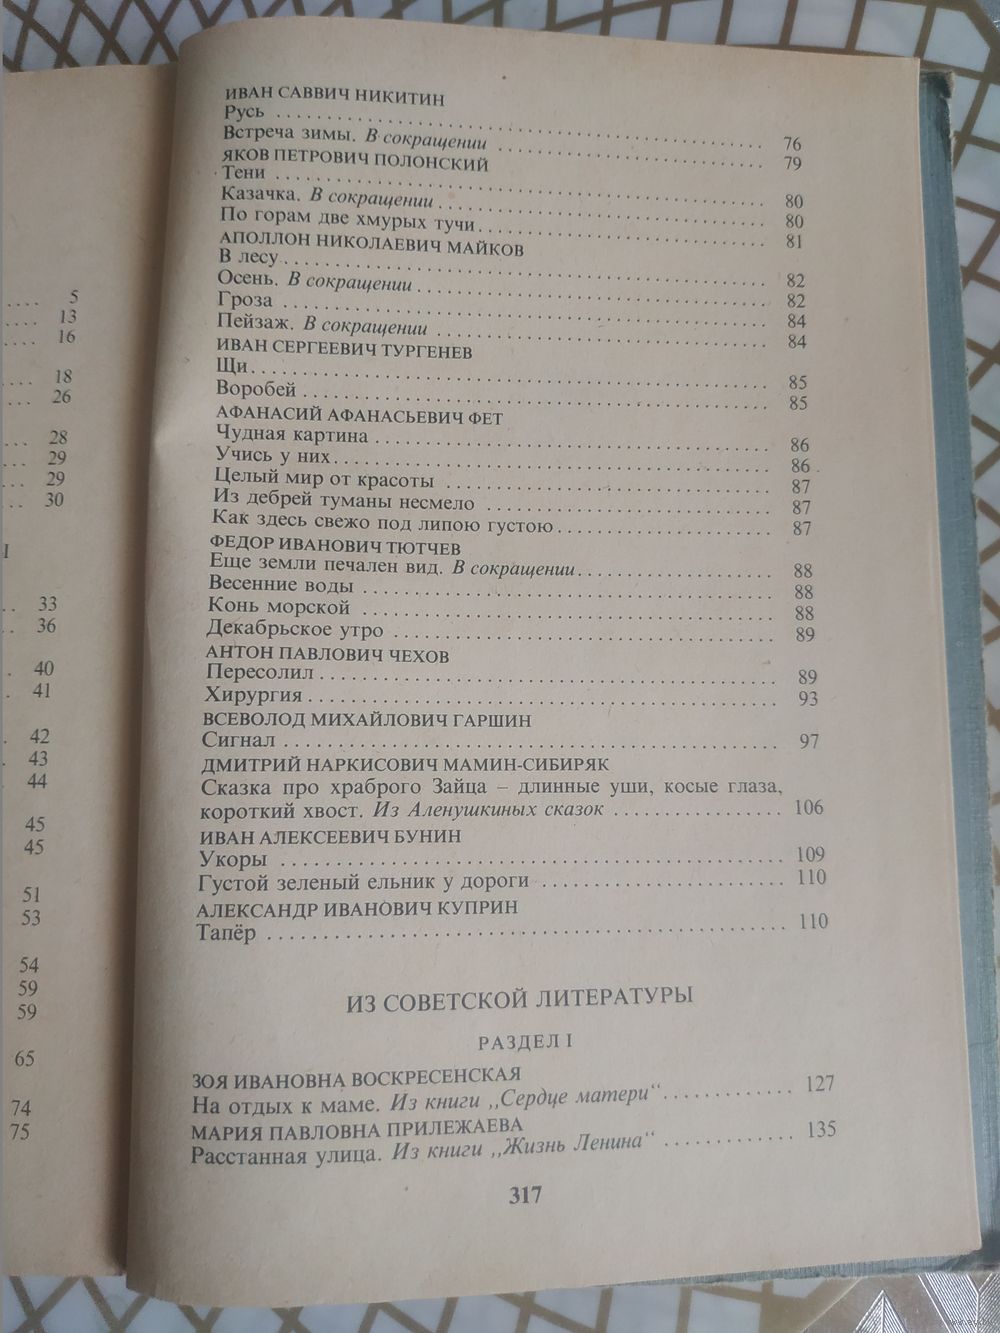 5
13
16
18
26
28
29
29
30
I
33
36
40
41
42
43
44
45
45
51
53
54
59
59
65
74
75
ИВАН САВВИЧ НИКИТИН
Русь 76
Встреча зимы. В сокращении 79
ЯКОВ ПЕТРОВИЧ ПОЛОНСКИЙ
Тени 80
Казачка. В сокращении 80
По горам две хмурых тучи 81
АПОЛЛОН НИКОЛАЕВИЧ МАЙКОВ
В лесу 82
Осень. В сокращении 82
Гроза 84
Пейзаж. В сокращении 84
ИВАН СЕРГЕЕВИЧ ТУРГЕНЕВ
Щи 85
Воробей 85
АФАНАСИЙ АФАНАСЬЕВИЧ ФЕТ
Чудная картина 86
Учись у них 86
Целый мир от красоты 87
Из дебрей туманы несмело 87
Как здесь свежо под липою густою 87
ФЕДОР ИВАНОВИЧ ТЮТЧЕВ
Еще земли печален вид. В сокращении 88
Весенние воды 88
Конь морской 88
Декабрьское утро 89
АНТОН ПАВЛОВИЧ ЧЕХОВ
Пересолил 89
Хирургия 93
ВСЕВОЛОД МИХАЙЛОВИЧ ГАРШИН
Сигнал 97
ДМИТРИЙ НАРКИСОВИЧ МАМИН-СИБИРЯК
Сказка про храброго Зайца – длинные уши, косые глаза,
короткий хвост. Из Аленушкиных сказок 106
ИВАН АЛЕКСЕЕВИЧ БУНИН
Укоры 109
Густой зеленый ельник у дороги 110
АЛЕКСАНДР ИВАНОВИЧ КУПРИН
Тапёр 110
ИЗ СОВЕТСКОЙ ЛИТЕРАТУРЫ
РАЗДЕЛ I
ЗОЯ ИВАНОВНА ВОСКРЕСЕНСКАЯ
На отдых к маме. Из книги „Сердце матери“ 127
МАРИЯ ПАВЛОВНА ПРИЛЕЖАЕВА
Расстанная улица. Из книги „Жизнь Ленина“ 135
317